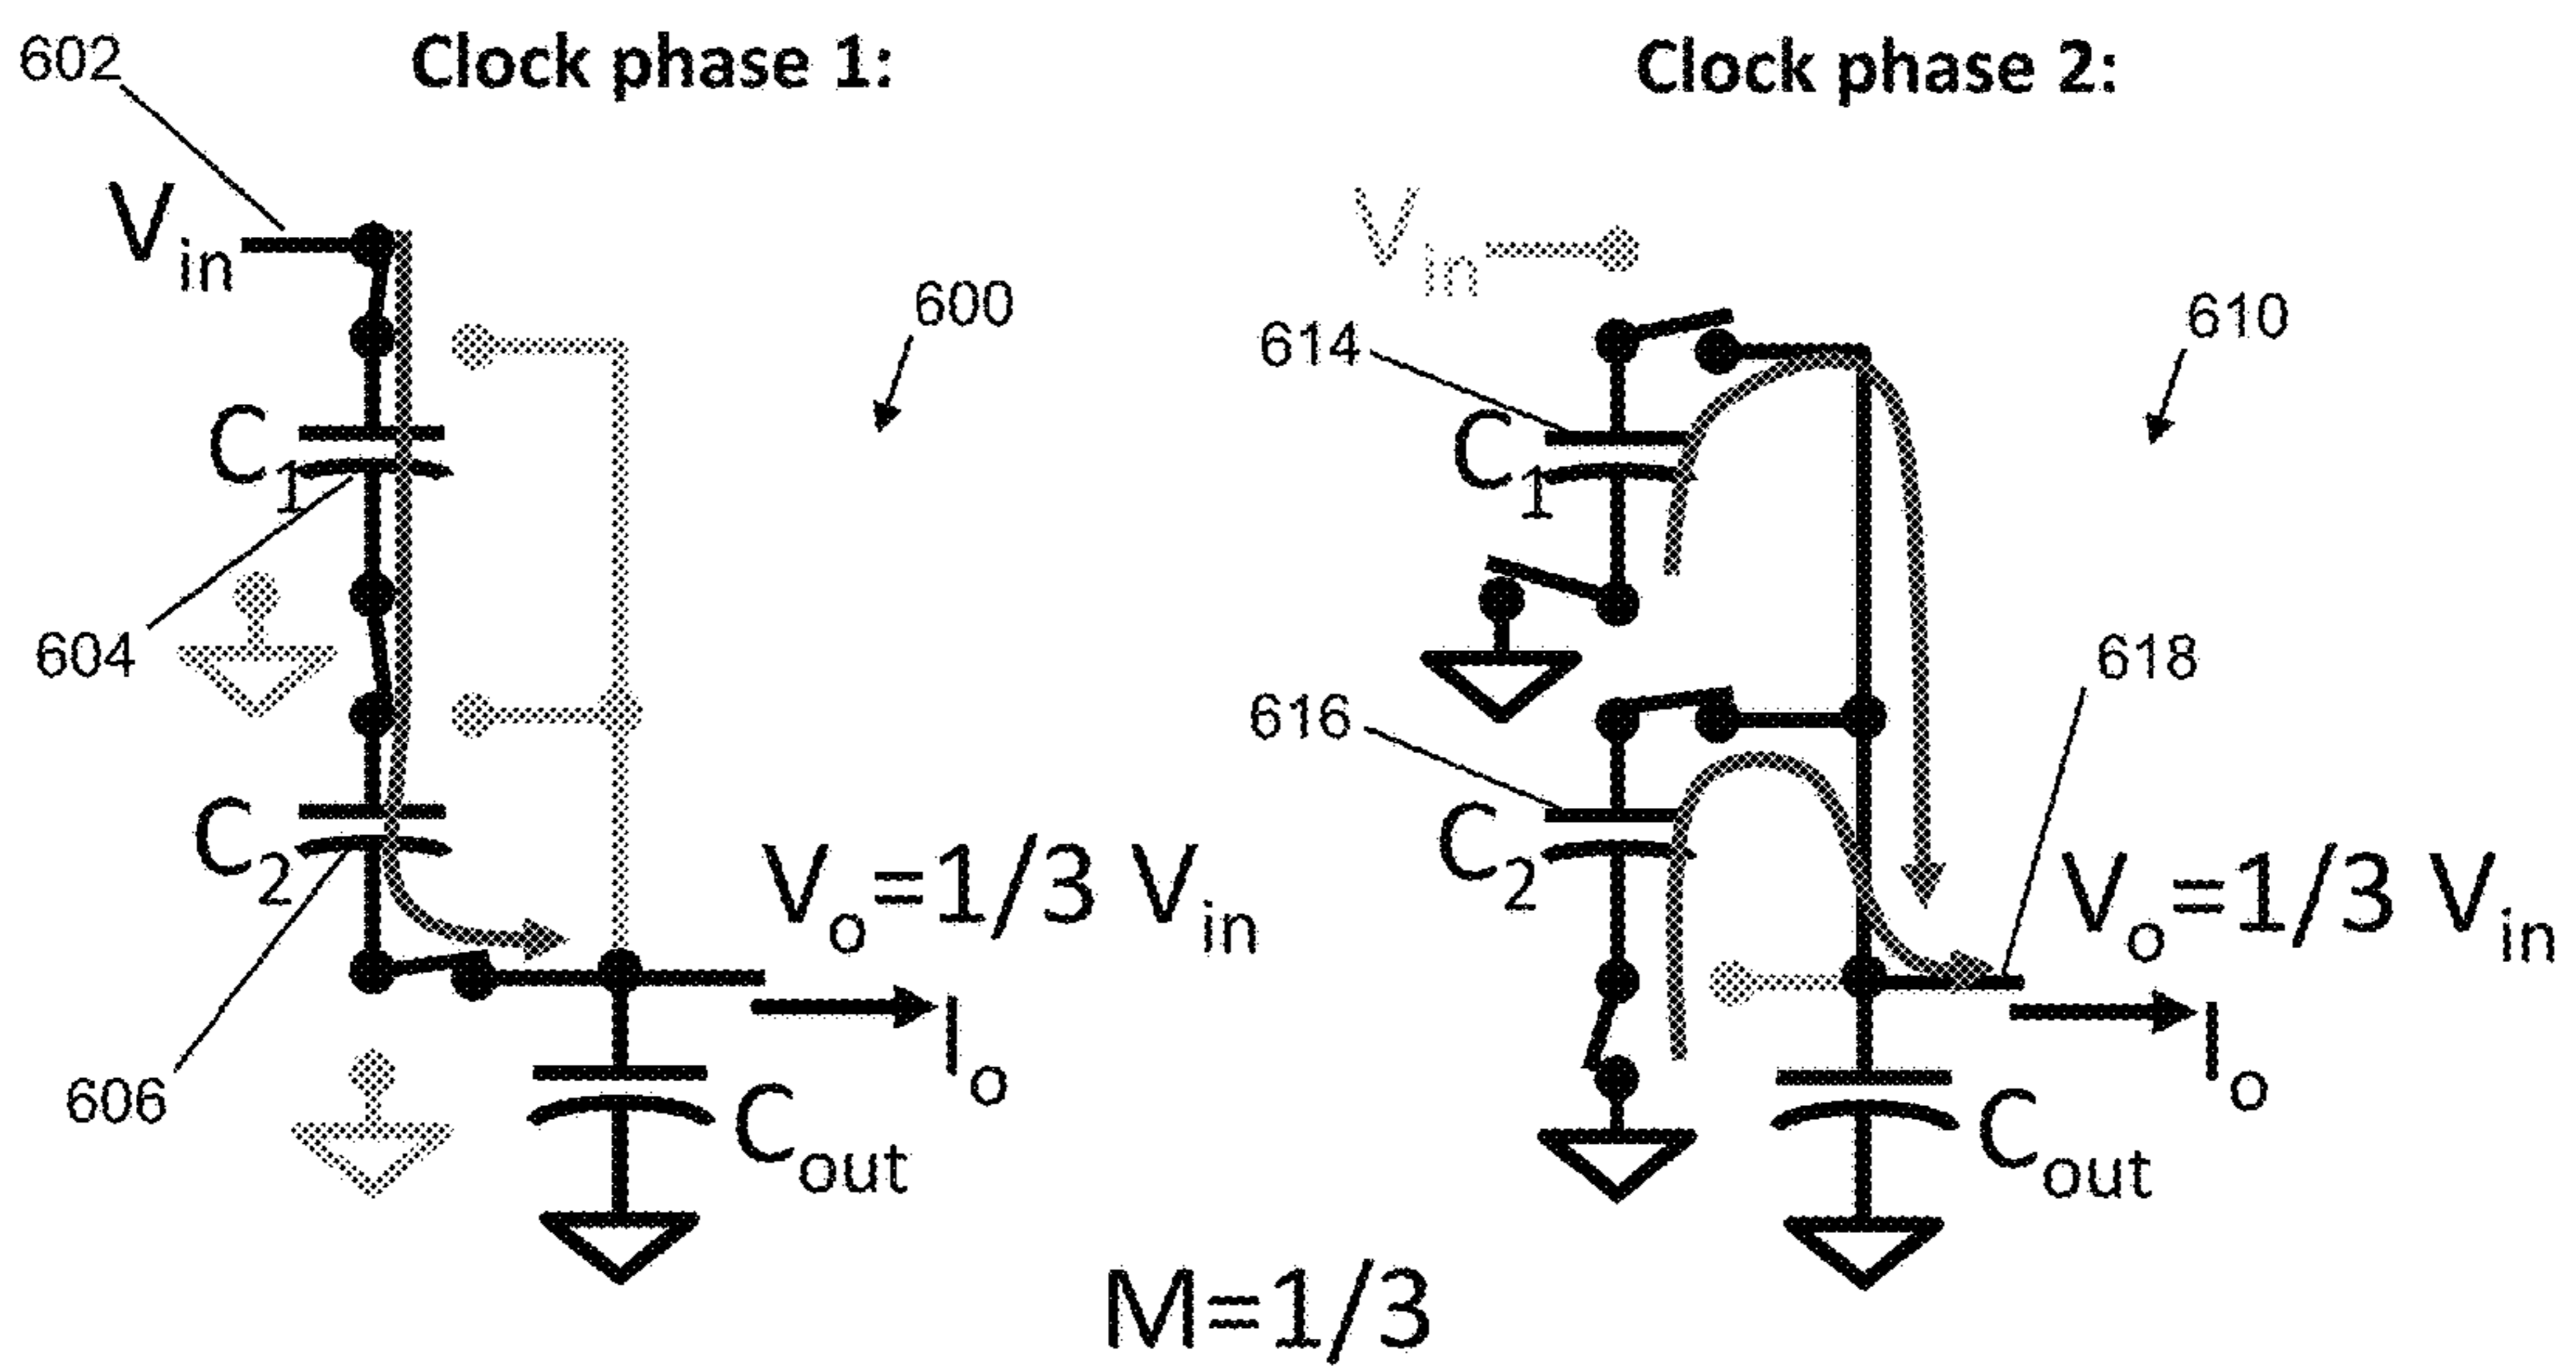 602
Clock phase 1:
Clock phase 2:
Vin
Vin
600
610
614
C1
C1
604
618
616
C2
C2
Vo=1/3 Vin
Vo=1/3 Vin
Io
Io
606
Cout
Cout
M=1/3